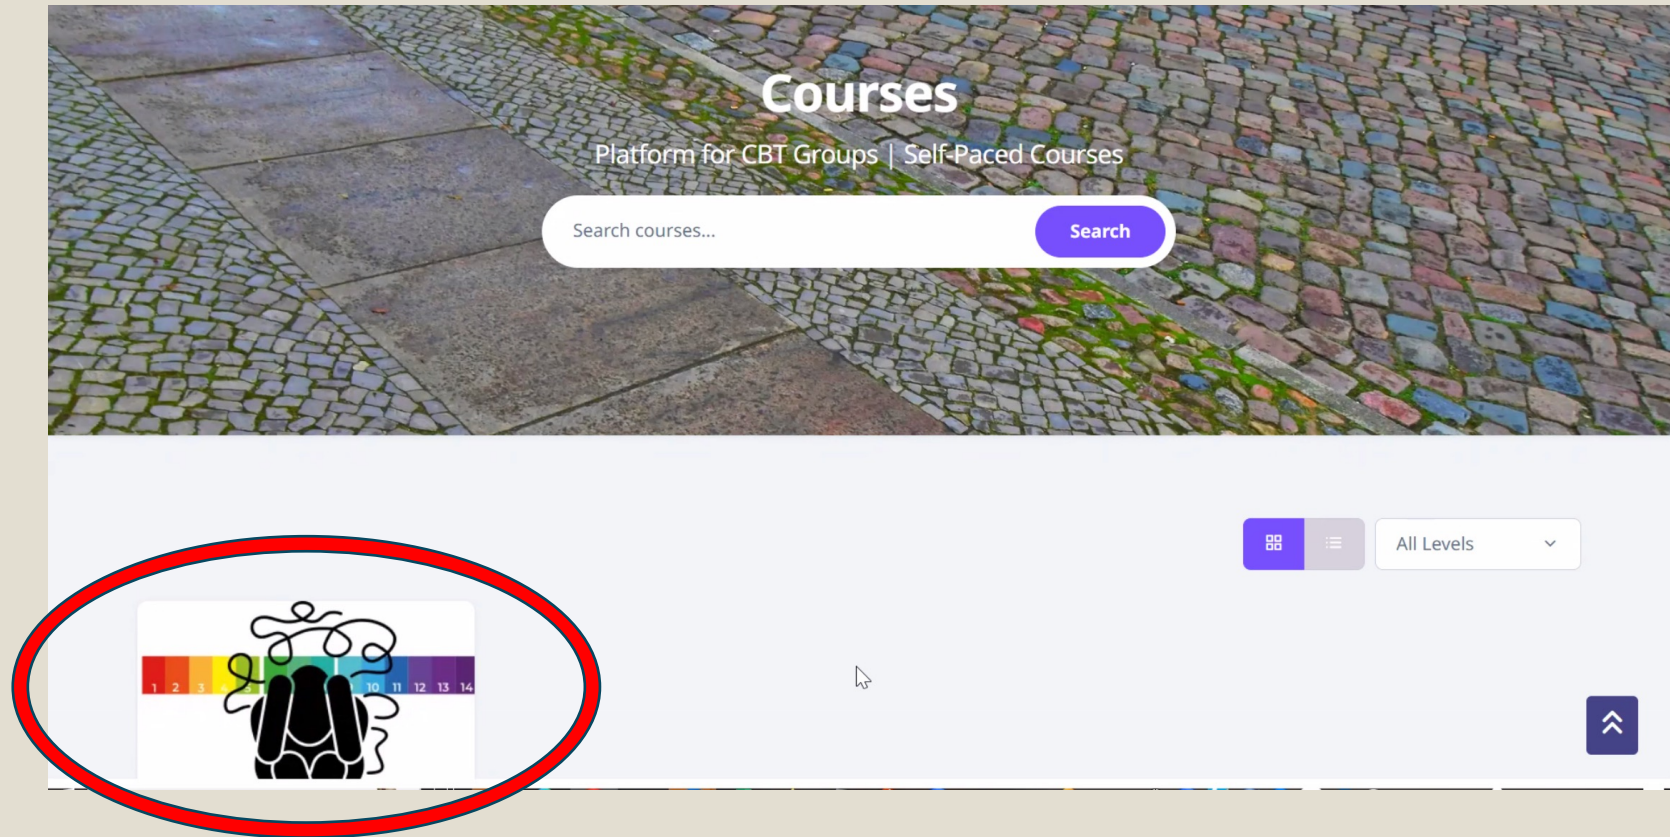 Courses
Platform for CBT Groups | Self-Paced Courses
Search courses... Search
All Levels
1 2 3 10 11 12 13 14